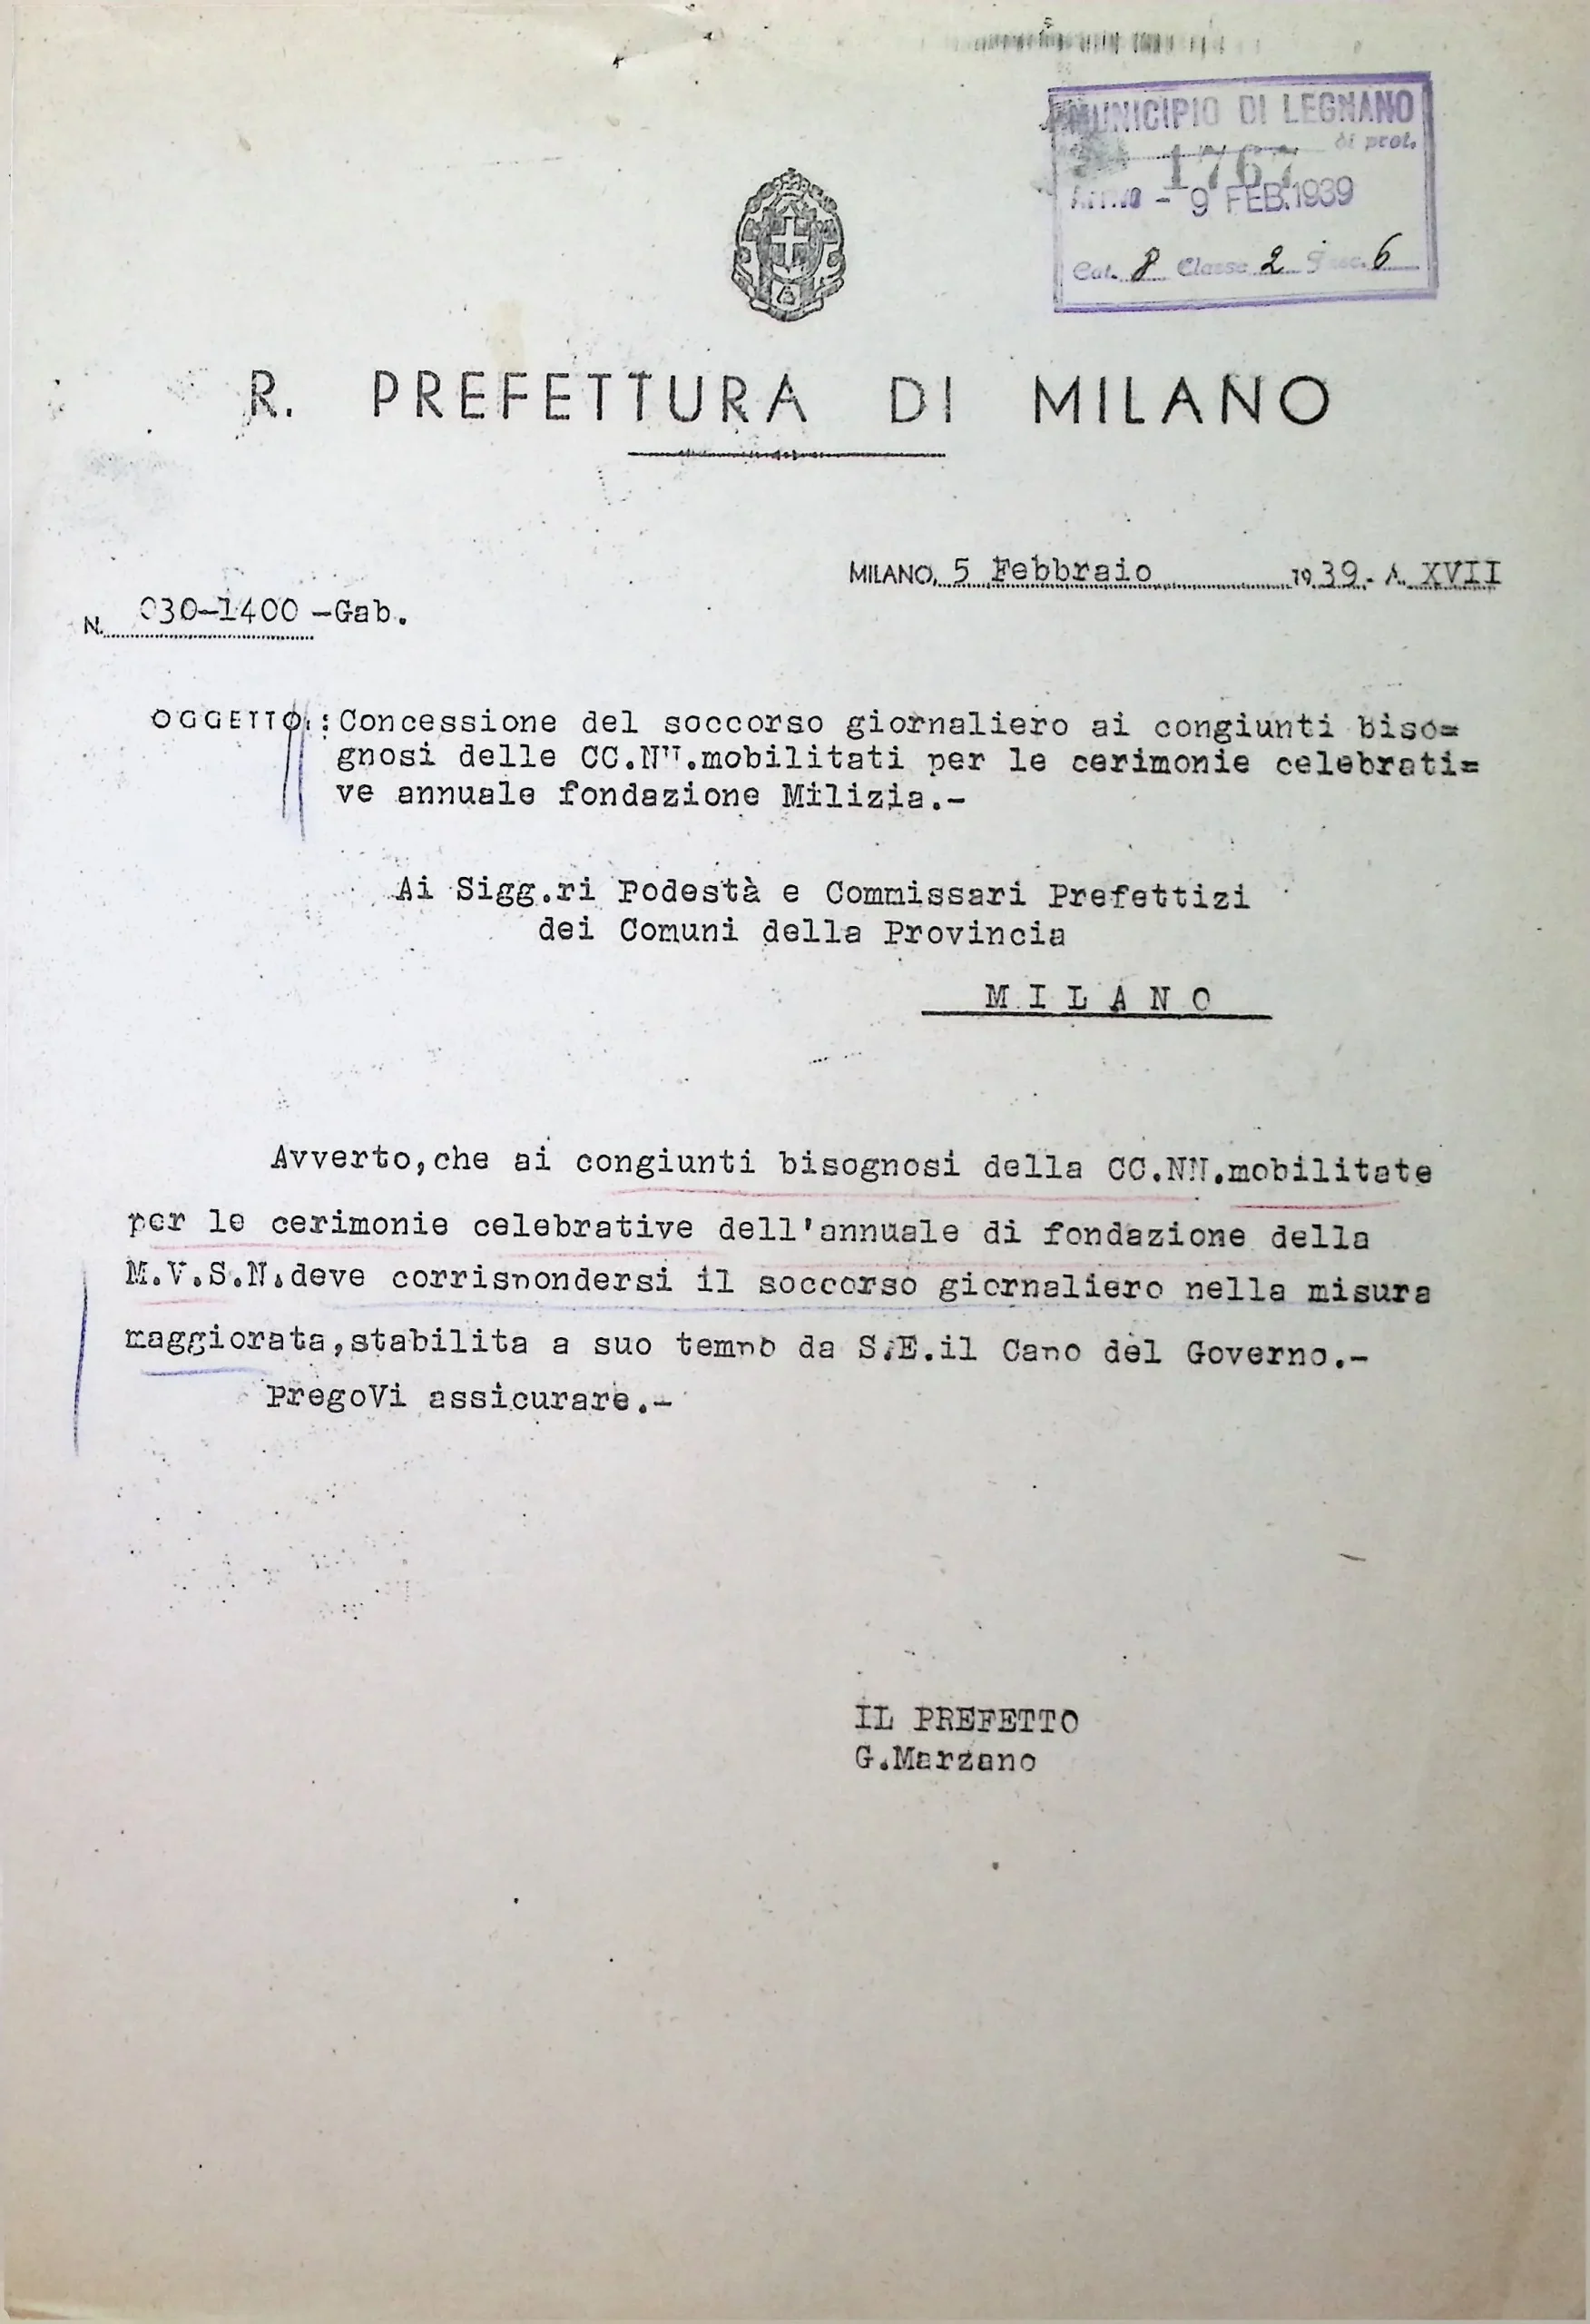 MUNICIPIO DI LEGNANO
di prot.
1767
- 9 FEB. 1939
Cat. 8 Classe 2 6
R. PREFETTURA DI MILANO
MILANO, 5 Febbraio 1939.- A. XVII
N. 030-1400 -Gab.
OGGETTO: :Concessione del soccorso giornaliero ai congiunti biso=
gnosi delle CC.NN.mobilitati per le cerimonie celebrati=
ve annuale fondazione Milizia.-
Ai Sigg.ri Podestà e Commissari Prefettizi
dei Comuni della Provincia
MILANO
Avverto,che ai congiunti bisognosi della CC.NN.mobilitate
per le cerimonie celebrative dell'annuale di fondazione della
M.V.S.N.deve corrispondersi il soccorso giornaliero nella misura
maggiorata,stabilita a suo tempo da S.E.il Capo del Governo.-
PregoVi assicurare.-
IL PREFETTO
G.Marzano